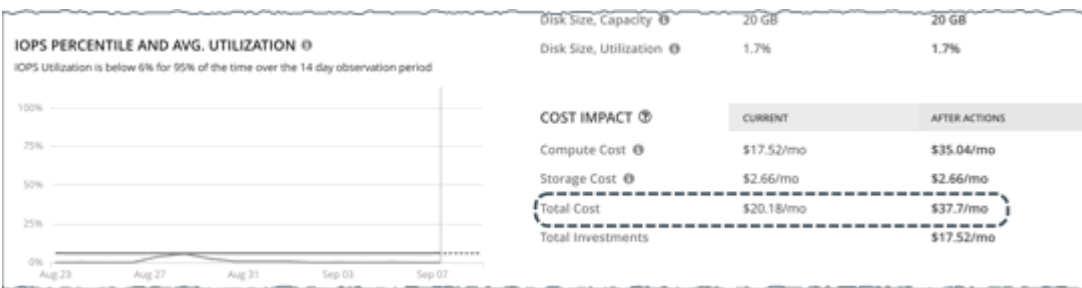 IOPS PERCENTILE AND AVG. UTILIZATION
IOPS Utilization is below 6% for 95% of the time over the 14 day observation period
100%
75%
50%
25%
0%
Aug 23 Aug 27 Aug 31 Sep 03 Sep 07
Disk Size, Capacity 20 GB 20 GB
Disk Size, Utilization 1.7% 1.7%
COST IMPACT CURRENT AFTER ACTIONS
Compute Cost $17.52/mo $35.04/mo
Storage Cost $2.66/mo $2.66/mo
Total Cost $20.18/mo $37.7/mo
Total Investments $17.52/mo